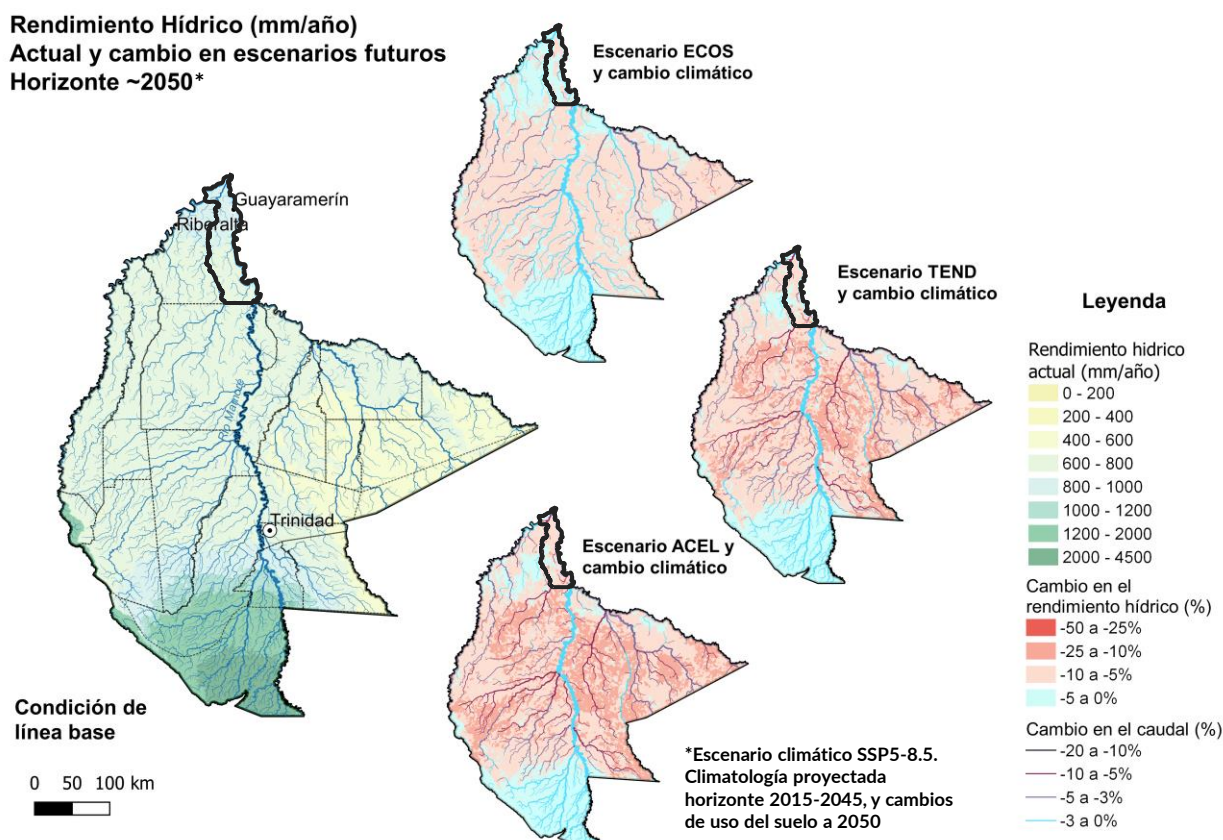 Rendimiento Hídrico (mm/año)
Actual y cambio en escenarios futuros
Horizonte ~2050*
Escenario ECOS
y cambio climático
Guayaramerín
Riberalta
Río Mamoré
Trinidad
Condición de
línea base
0 50 100 km
Escenario TEND
y cambio climático
Escenario ACEL y
cambio climático
*Escenario climático SSP5-8.5.
Climatología proyectada
horizonte 2015-2045, y cambios
de uso del suelo a 2050
Leyenda
Rendimiento hidrico
actual (mm/año)
0 - 200
200 - 400
400 - 600
600 - 800
800 - 1000
1000 - 1200
1200 - 2000
2000 - 4500
Cambio en el
rendimiento hídrico (%)
-50 a -25%
-25 a -10%
-10 a -5%
-5 a 0%
Cambio en el caudal (%)
-20 a -10%
-10 a -5%
-5 a -3%
-3 a 0%